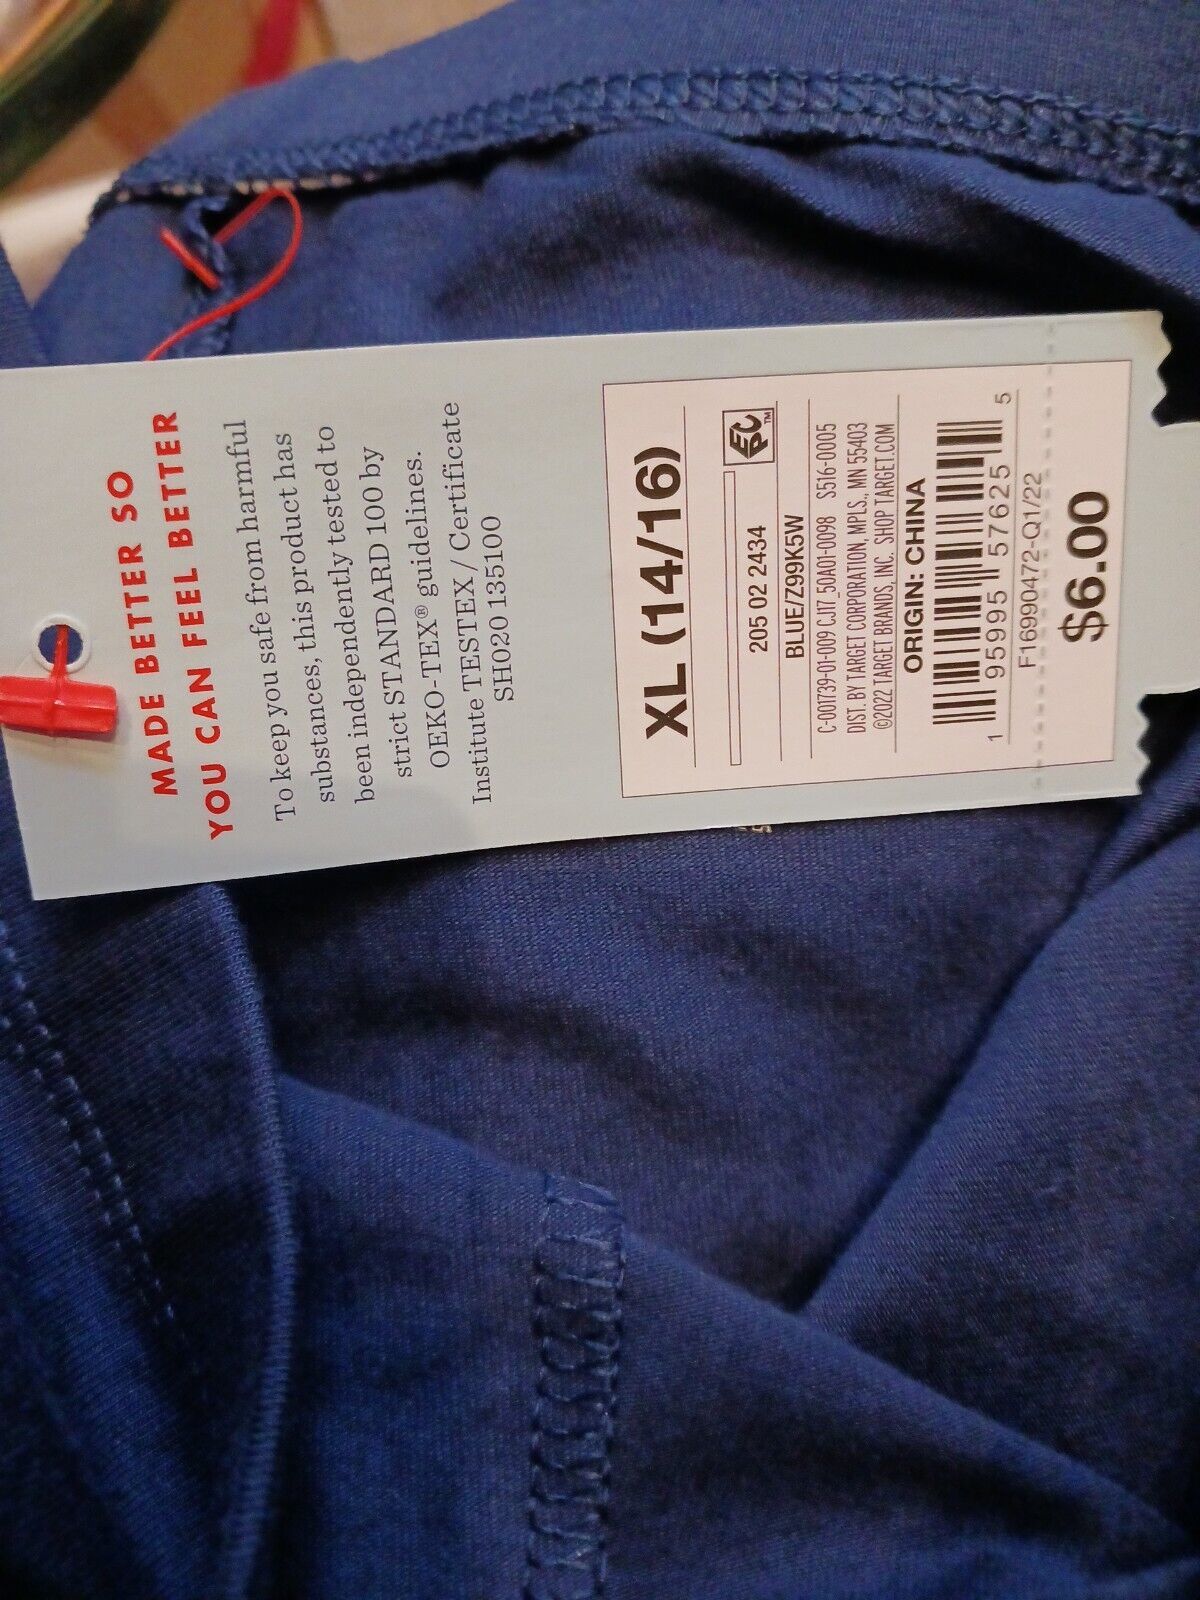 MADE BETTER SO
YOU CAN FEEL BETTER
To keep you safe from harmful
substances, this product has
been independently tested to
strict STANDARD 100 by
OEKO-TEX® guidelines.
Institute TESTEX / Certificate
SH020 135100
XL (14/16)
205 02 2434
EPC™
BLUE/Z99K5W
C-001739-01-009 CJ17_50A01-0098 S516-0005
DIST. BY TARGET CORPORATION, MPLS., MN 55403
©2022 TARGET BRANDS, INC. SHOP TARGET.COM
ORIGIN: CHINA
1 95995 57625 5
F16990472-Q1/22
$6.00